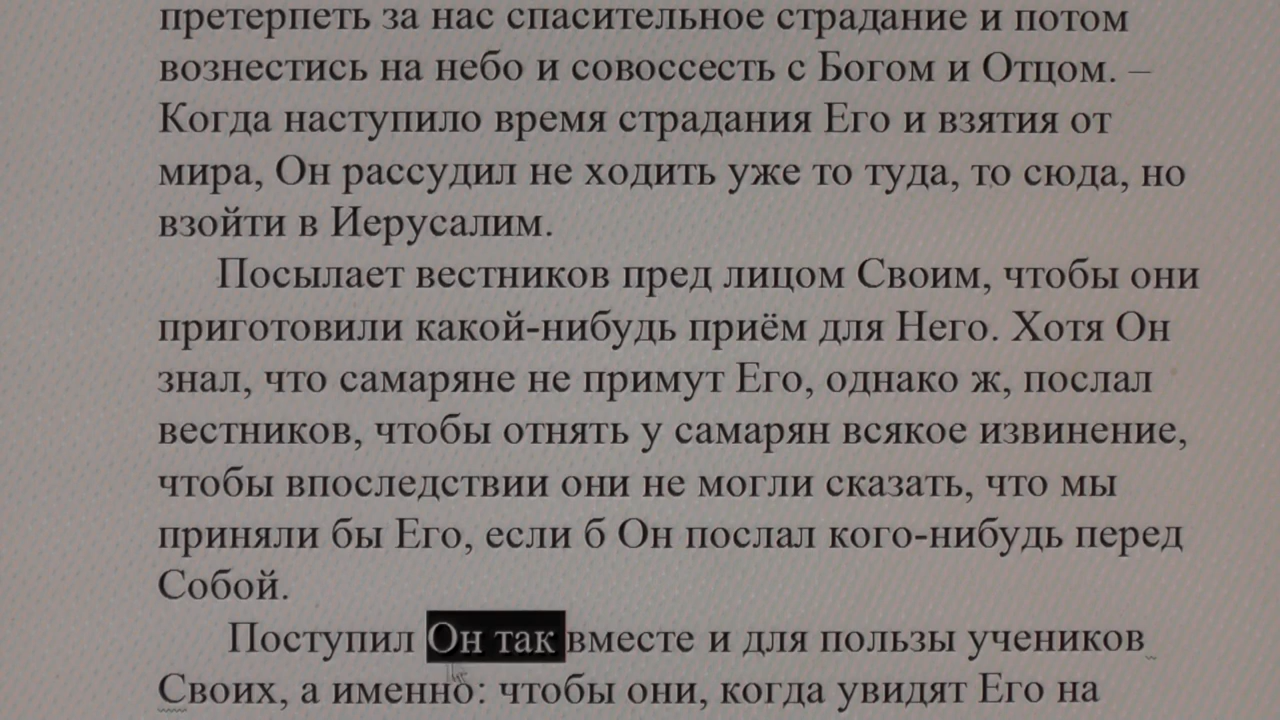 претерпеть за нас спасительное страдание и потом
вознестись на небо и совоссесть с Богом и Отцом. –
Когда наступило время страдания Его и взятия от
мира, Он рассудил не ходить уже то туда, то сюда, но
взойти в Иерусалим.
Посылает вестников пред лицом Своим, чтобы они
приготовили какой-нибудь приём для Него. Хотя Он
знал, что самаряне не примут Его, однако ж, послал
вестников, чтобы отнять у самарян всякое извинение,
чтобы впоследствии они не могли сказать, что мы
приняли бы Его, если б Он послал кого-нибудь перед
Собой.
Поступил Он так вместе и для пользы учеников
Своих, а именно: чтобы они, когда увидят Его на